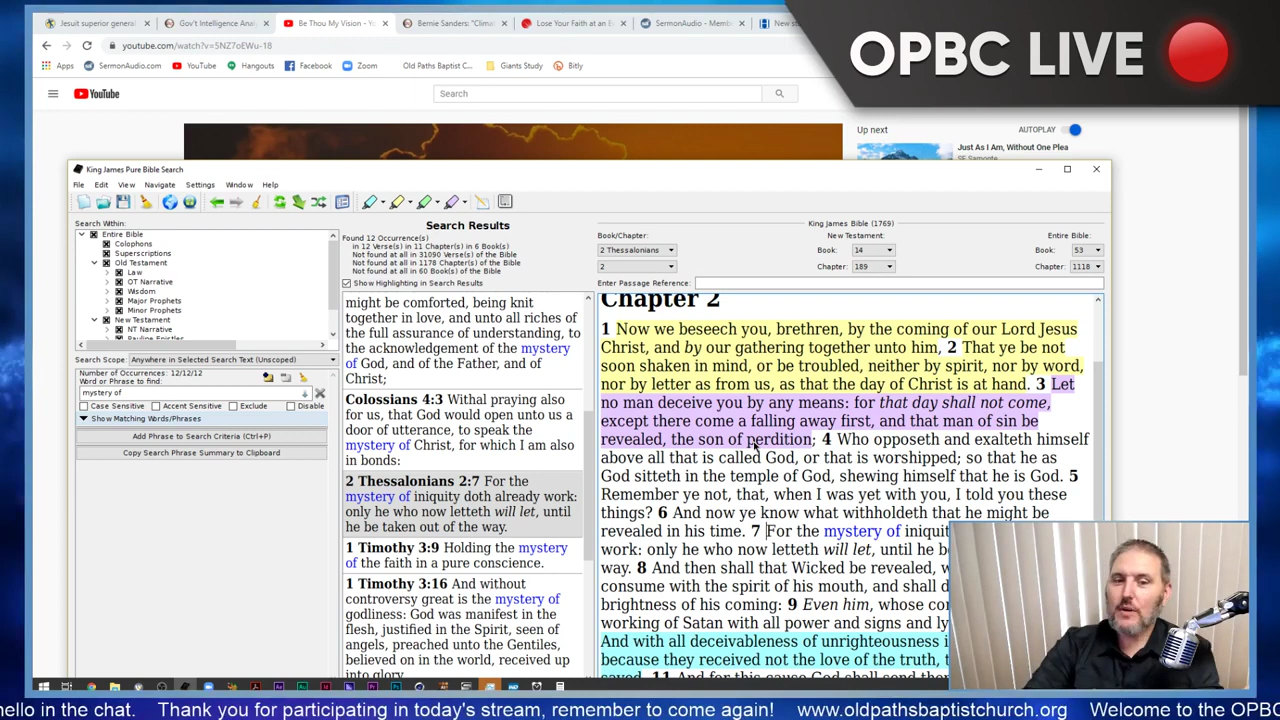 Jesuit superior general
Gov't Intelligence Anal
Be Thou My Vision - Yo
Bernie Sanders: "Climat
Lose Your Faith at an E
SermonAudio - Memb
New s
youtube.com/watch?v=5NZ7oEWu-18
Apps
SermonAudio.com
YouTube
Hangouts
Facebook
Zoom
Old Paths Baptist C...
Giants Study
Bitly
OPBC LIVE
YouTube
Search
Up next
AUTOPLAY
Just As I Am, Without One Plea
King James Pure Bible Search
File Edit View Navigate Settings Window Help
Search Within:
Entire Bible
Colophons
Superscriptions
Old Testament
Law
OT Narrative
Wisdom
Major Prophets
Minor Prophets
New Testament
NT Narrative
Pauline Epistles
Search Scope: Anywhere in Selected Search Text (Unscoped)
Number of Occurrences: 12/12/12
Word or Phrase to find:
mystery of
Case Sensitive
Accent Sensitive
Exclude
Disable
Show Matching Words/Phrases
Add Phrase to Search Criteria (Ctrl+P)
Copy Search Phrase Summary to Clipboard
Search Results
Found 12 Occurrence(s)
in 12 Verse(s) in 11 Chapter(s) in 6 Book(s)
Not found at all in 31090 Verse(s) of the Bible
Not found at all in 1178 Chapter(s) of the Bible
Not found at all in 60 Book(s) of the Bible
Show Highlighting in Search Results
might be comforted, being knit
together in love, and unto all riches of
the full assurance of understanding, to
the acknowledgement of the mystery
of God, and of the Father, and of
Christ;
Colossians 4:3 Withal praying also
for us, that God would open unto us a
door of utterance, to speak the
mystery of Christ, for which I am also
in bonds:
2 Thessalonians 2:7 For the
mystery of iniquity doth already work:
only he who now letteth will let, until
he be taken out of the way.
1 Timothy 3:9 Holding the mystery
of the faith in a pure conscience.
1 Timothy 3:16 And without
controversy great is the mystery of
godliness: God was manifest in the
flesh, justified in the Spirit, seen of
angels, preached unto the Gentiles,
believed on in the world, received up
into glory
King James Bible (1769)
Book/Chapter:
New Testament:
Entire Bible:
2 Thessalonians
Book: 14
Book: 53
2
Chapter: 189
Chapter: 1118
Enter Passage Reference:
Chapter 2
1 Now we beseech you, brethren, by the coming of our Lord Jesus
Christ, and by our gathering together unto him, 2 That ye be not
soon shaken in mind, or be troubled, neither by spirit, nor by word,
nor by letter as from us, as that the day of Christ is at hand. 3 Let
no man deceive you by any means: for that day shall not come,
except there come a falling away first, and that man of sin be
revealed, the son of perdition; 4 Who opposeth and exalteth himself
above all that is called God, or that is worshipped; so that he as
God sitteth in the temple of God, shewing himself that he is God. 5
Remember ye not, that, when I was yet with you, I told you these
things? 6 And now ye know what withholdeth that he might be
revealed in his time. 7 For the mystery of iniquit
work: only he who now letteth will let, until he b
way. 8 And then shall that Wicked be revealed, w
consume with the spirit of his mouth, and shall d
brightness of his coming: 9 Even him, whose co
working of Satan with all power and signs and ly
And with all deceivableness of unrighteousness i
because they received not the love of the truth, t
saved. 11 And for this cause God shall send
hello in the chat. Thank you for participating in today's stream, remember to come again! www.oldpathsbaptistchurch.org Welcome to the OPBC